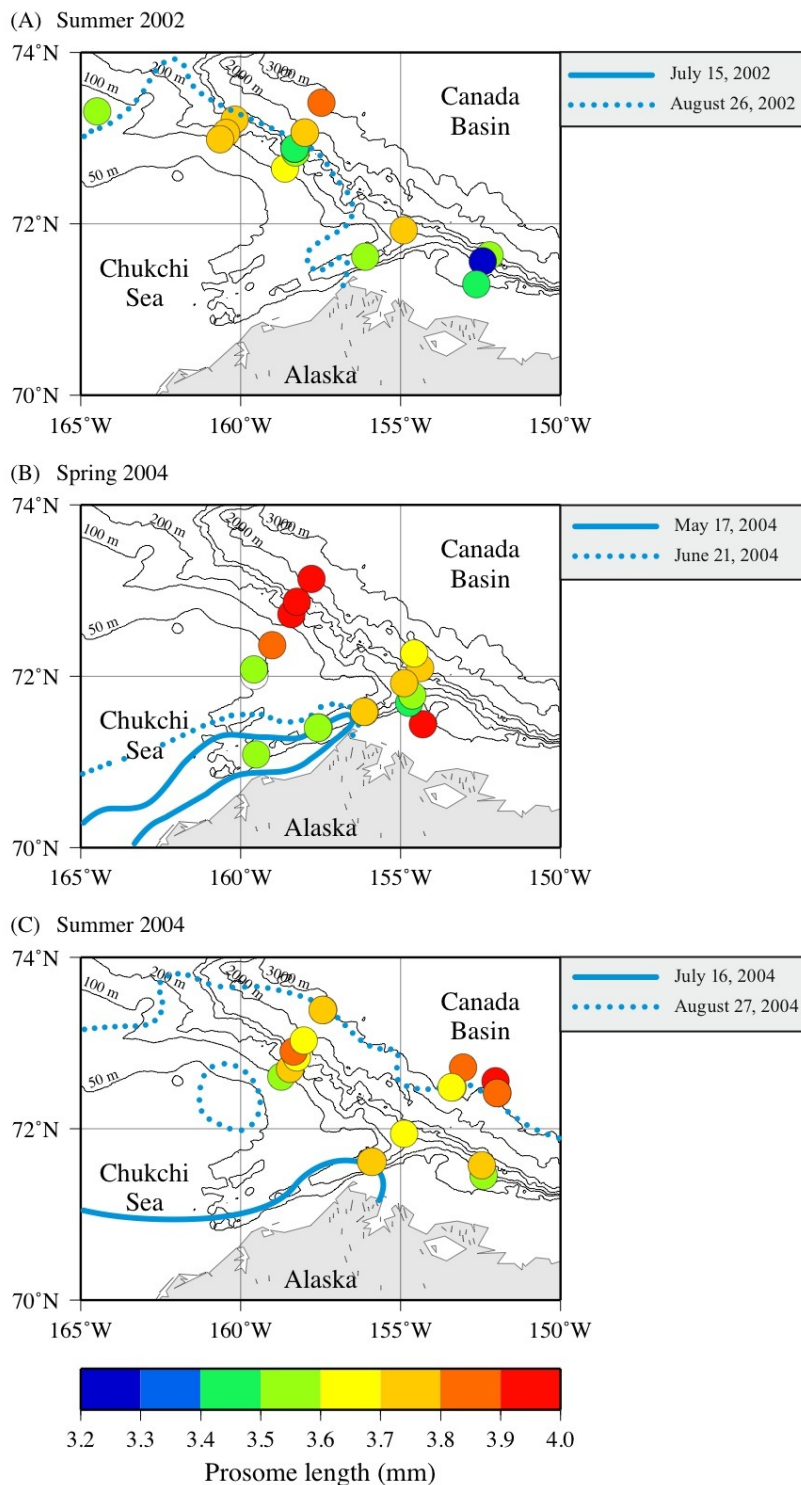 (A) Summer 2002
74˚N
72˚N
70˚N
165˚W
160˚W
155˚W
150˚W
100 m
200 m
2000 m
3000 m
50 m
Canada
Basin
Chukchi
Sea
Alaska
July 15, 2002
August 26, 2002
(B) Spring 2004
74˚N
72˚N
70˚N
165˚W
160˚W
155˚W
150˚W
100 m
200 m
2000 m
3000 m
50 m
Canada
Basin
Chukchi
Sea
Alaska
May 17, 2004
June 21, 2004
(C) Summer 2004
74˚N
72˚N
70˚N
165˚W
160˚W
155˚W
150˚W
100 m
200 m
2000 m
3000 m
50 m
Canada
Basin
Chukchi
Sea
Alaska
July 16, 2004
August 27, 2004
3.2 3.3 3.4 3.5 3.6 3.7 3.8 3.9 4.0
Prosome length (mm)